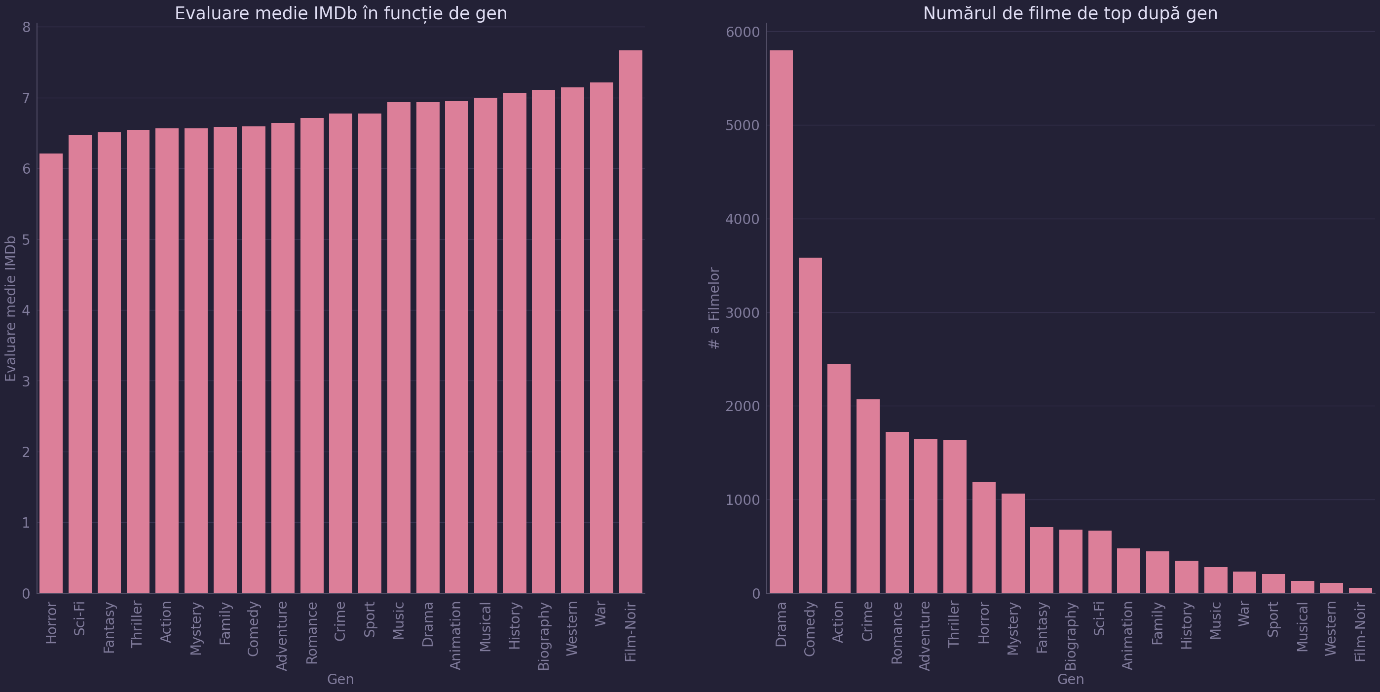 Evaluare medie IMDb în funcție de gen
Evaluare medie IMDb
8
7
6
5
4
3
2
1
0
Horror
Sci-Fi
Fantasy
Thriller
Action
Mystery
Family
Comedy
Adventure
Romance
Crime
Sport
Music
Drama
Animation
Musical
History
Biography
Western
War
Film-Noir
Gen
Numărul de filme de top după gen
# a Filmelor
6000
5000
4000
3000
2000
1000
0
Drama
Comedy
Action
Crime
Romance
Adventure
Thriller
Horror
Mystery
Fantasy
Biography
Sci-Fi
Animation
Family
History
Music
War
Sport
Musical
Western
Film-Noir
Gen